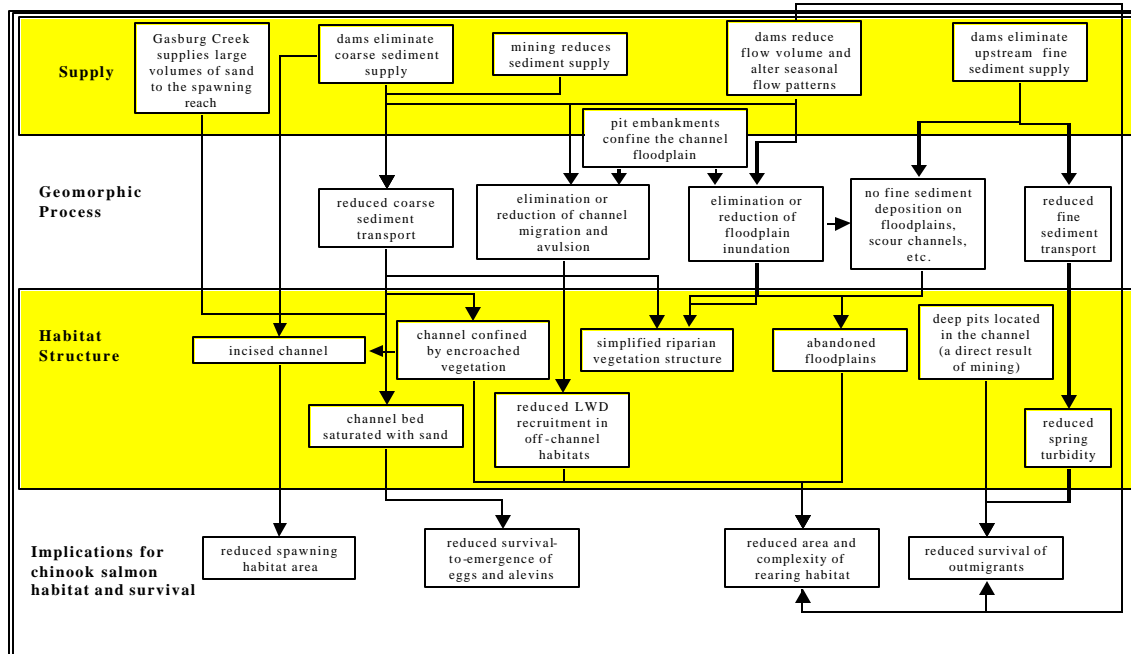 Supply
Gasburg Creek
supplies large
volumes of sand
to the spawning
reach
dams eliminate
coarse sediment
supply
mining reduces
sediment supply
dams reduce
flow volume and
alter seasonal
flow patterns
dams eliminate
upstream fine
sediment supply
pit embankments
confine the channel
floodplain
Geomorphic
Process
reduced coarse
sediment
transport
elimination or
reduction of channel
migration and
avulsion
elimination or
reduction of
floodplain
inundation
no fine sediment
deposition on
floodplains,
scour channels,
etc.
reduced
fine
sediment
transport
Habitat
Structure
incised channel
channel confined
by encroached
vegetation
simplified riparian
vegetation structure
abandoned
floodplains
deep pits located
in the channel
(a direct result
of mining)
channel bed
saturated with sand
reduced LWD
recruitment in
off-channel
habitats
reduced
spring
turbidity
Implications for
chinook salmon
habitat and survival
reduced spawning
habitat area
reduced survival-
to-emergence of
eggs and alevins
reduced area and
complexity of
rearing habitat
reduced survival of
outmigrants